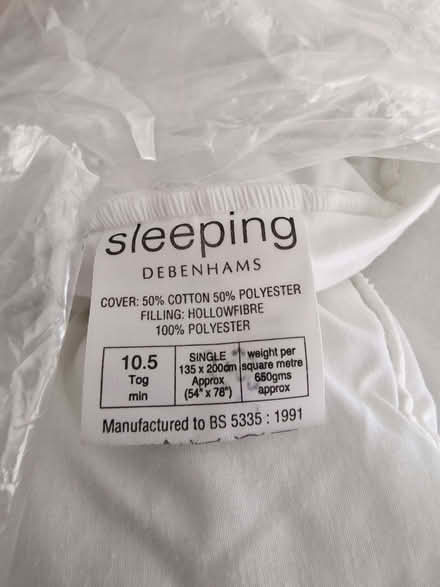 sleeping
DEBENHAMS
COVER: 50% COTTON 50% POLYESTER
FILLING: HOLLOWFIBRE
100% POLYESTER
10.5
Tog
min
SINGLE
135 x 200cm
Approx
(54" x 78")
weight per
square metre
650gms
approx
Manufactured to BS 5335 : 1991